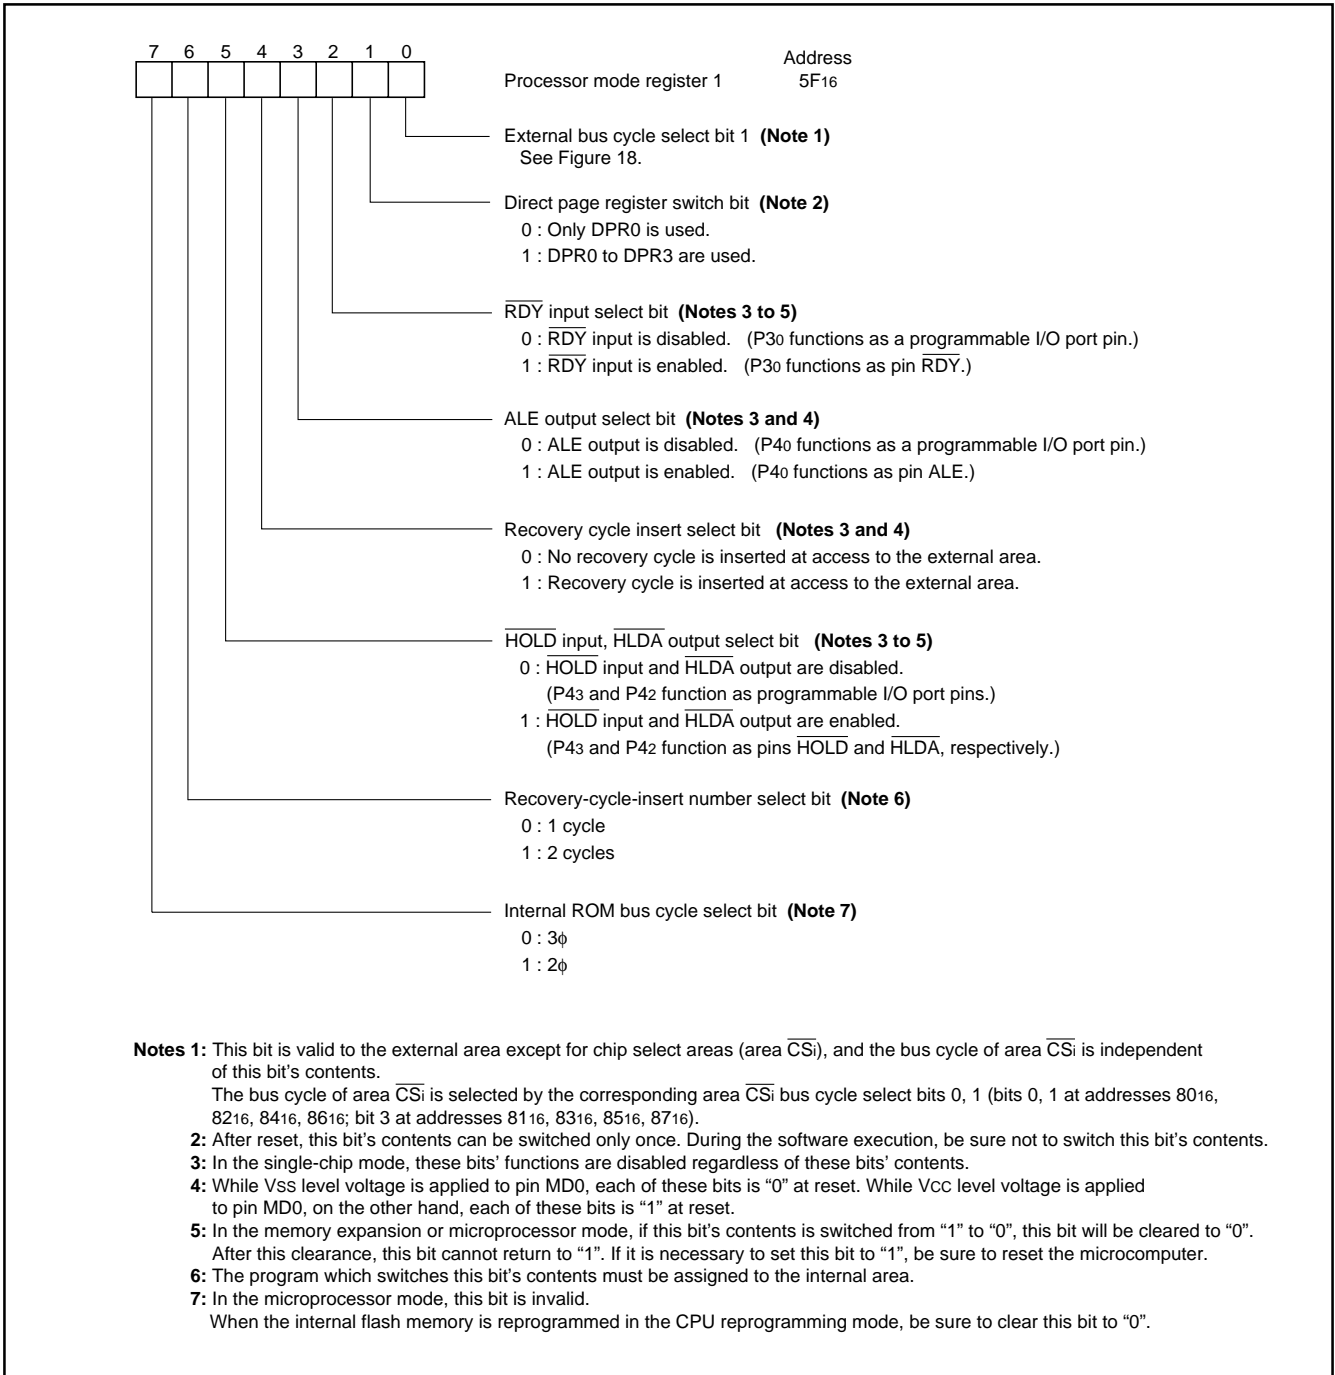 7 6 5 4 3 2 1 0
Address
Processor mode register 1 5F16
External bus cycle select bit 1 (Note 1)
See Figure 18.
Direct page register switch bit (Note 2)
0 : Only DPR0 is used.
1 : DPR0 to DPR3 are used.
R̅D̅Y̅ input select bit (Notes 3 to 5)
0 : R̅D̅Y̅ input is disabled. (P30 functions as a programmable I/O port pin.)
1 : R̅D̅Y̅ input is enabled. (P30 functions as pin R̅D̅Y̅.)
ALE output select bit (Notes 3 and 4)
0 : ALE output is disabled. (P40 functions as a programmable I/O port pin.)
1 : ALE output is enabled. (P40 functions as pin ALE.)
Recovery cycle insert select bit (Notes 3 and 4)
0 : No recovery cycle is inserted at access to the external area.
1 : Recovery cycle is inserted at access to the external area.
H̅O̅L̅D̅ input, H̅L̅D̅A̅ output select bit (Notes 3 to 5)
0 : H̅O̅L̅D̅ input and H̅L̅D̅A̅ output are disabled.
(P43 and P42 function as programmable I/O port pins.)
1 : H̅O̅L̅D̅ input and H̅L̅D̅A̅ output are enabled.
(P43 and P42 function as pins H̅O̅L̅D̅ and H̅L̅D̅A̅, respectively.)
Recovery-cycle-insert number select bit (Note 6)
0 : 1 cycle
1 : 2 cycles
Internal ROM bus cycle select bit (Note 7)
0 : 3ϕ
1 : 2ϕ
Notes 1: This bit is valid to the external area except for chip select areas (area C̅S̅i), and the bus cycle of area C̅S̅i is independent
of this bit’s contents.
The bus cycle of area C̅S̅i is selected by the corresponding area C̅S̅i bus cycle select bits 0, 1 (bits 0, 1 at addresses 8016,
8216, 8416, 8616; bit 3 at addresses 8116, 8316, 8516, 8716).
2: After reset, this bit’s contents can be switched only once. During the software execution, be sure not to switch this bit’s contents.
3: In the single-chip mode, these bits’ functions are disabled regardless of these bits’ contents.
4: While VSS level voltage is applied to pin MD0, each of these bits is “0” at reset. While VCC level voltage is applied
to pin MD0, on the other hand, each of these bits is “1” at reset.
5: In the memory expansion or microprocessor mode, if this bit’s contents is switched from “1” to “0”, this bit will be cleared to “0”.
After this clearance, this bit cannot return to “1”. If it is necessary to set this bit to “1”, be sure to reset the microcomputer.
6: The program which switches this bit’s contents must be assigned to the internal area.
7: In the microprocessor mode, this bit is invalid.
When the internal flash memory is reprogrammed in the CPU reprogramming mode, be sure to clear this bit to “0”.